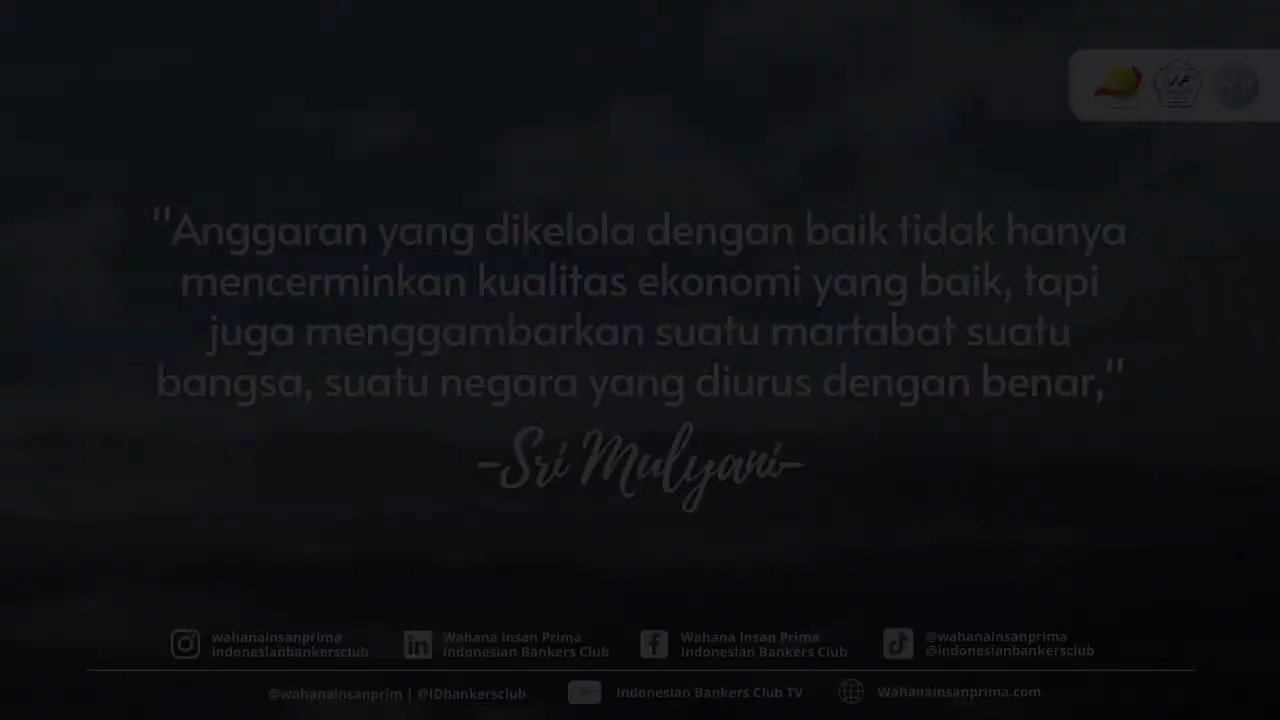 "Anggaran yang dikelola dengan baik tidak hanya
mencerminkan kualitas ekonomi yang baik, tapi
juga menggambarkan suatu martabat suatu
bangsa, suatu negara yang diurus dengan benar,"
-Sri Mulyani-
wahanainsanprima
indonesianbankersclub
Wahana Insan Prima
Indonesian Bankers Club
Wahana Insan Prima
Indonesian Bankers Club
@wahanainsanprima
@indonesianbankersclub
@wahanainsanprim | @IDbankersclub
Indonesian Bankers Club TV
Wahanainsanprima.com